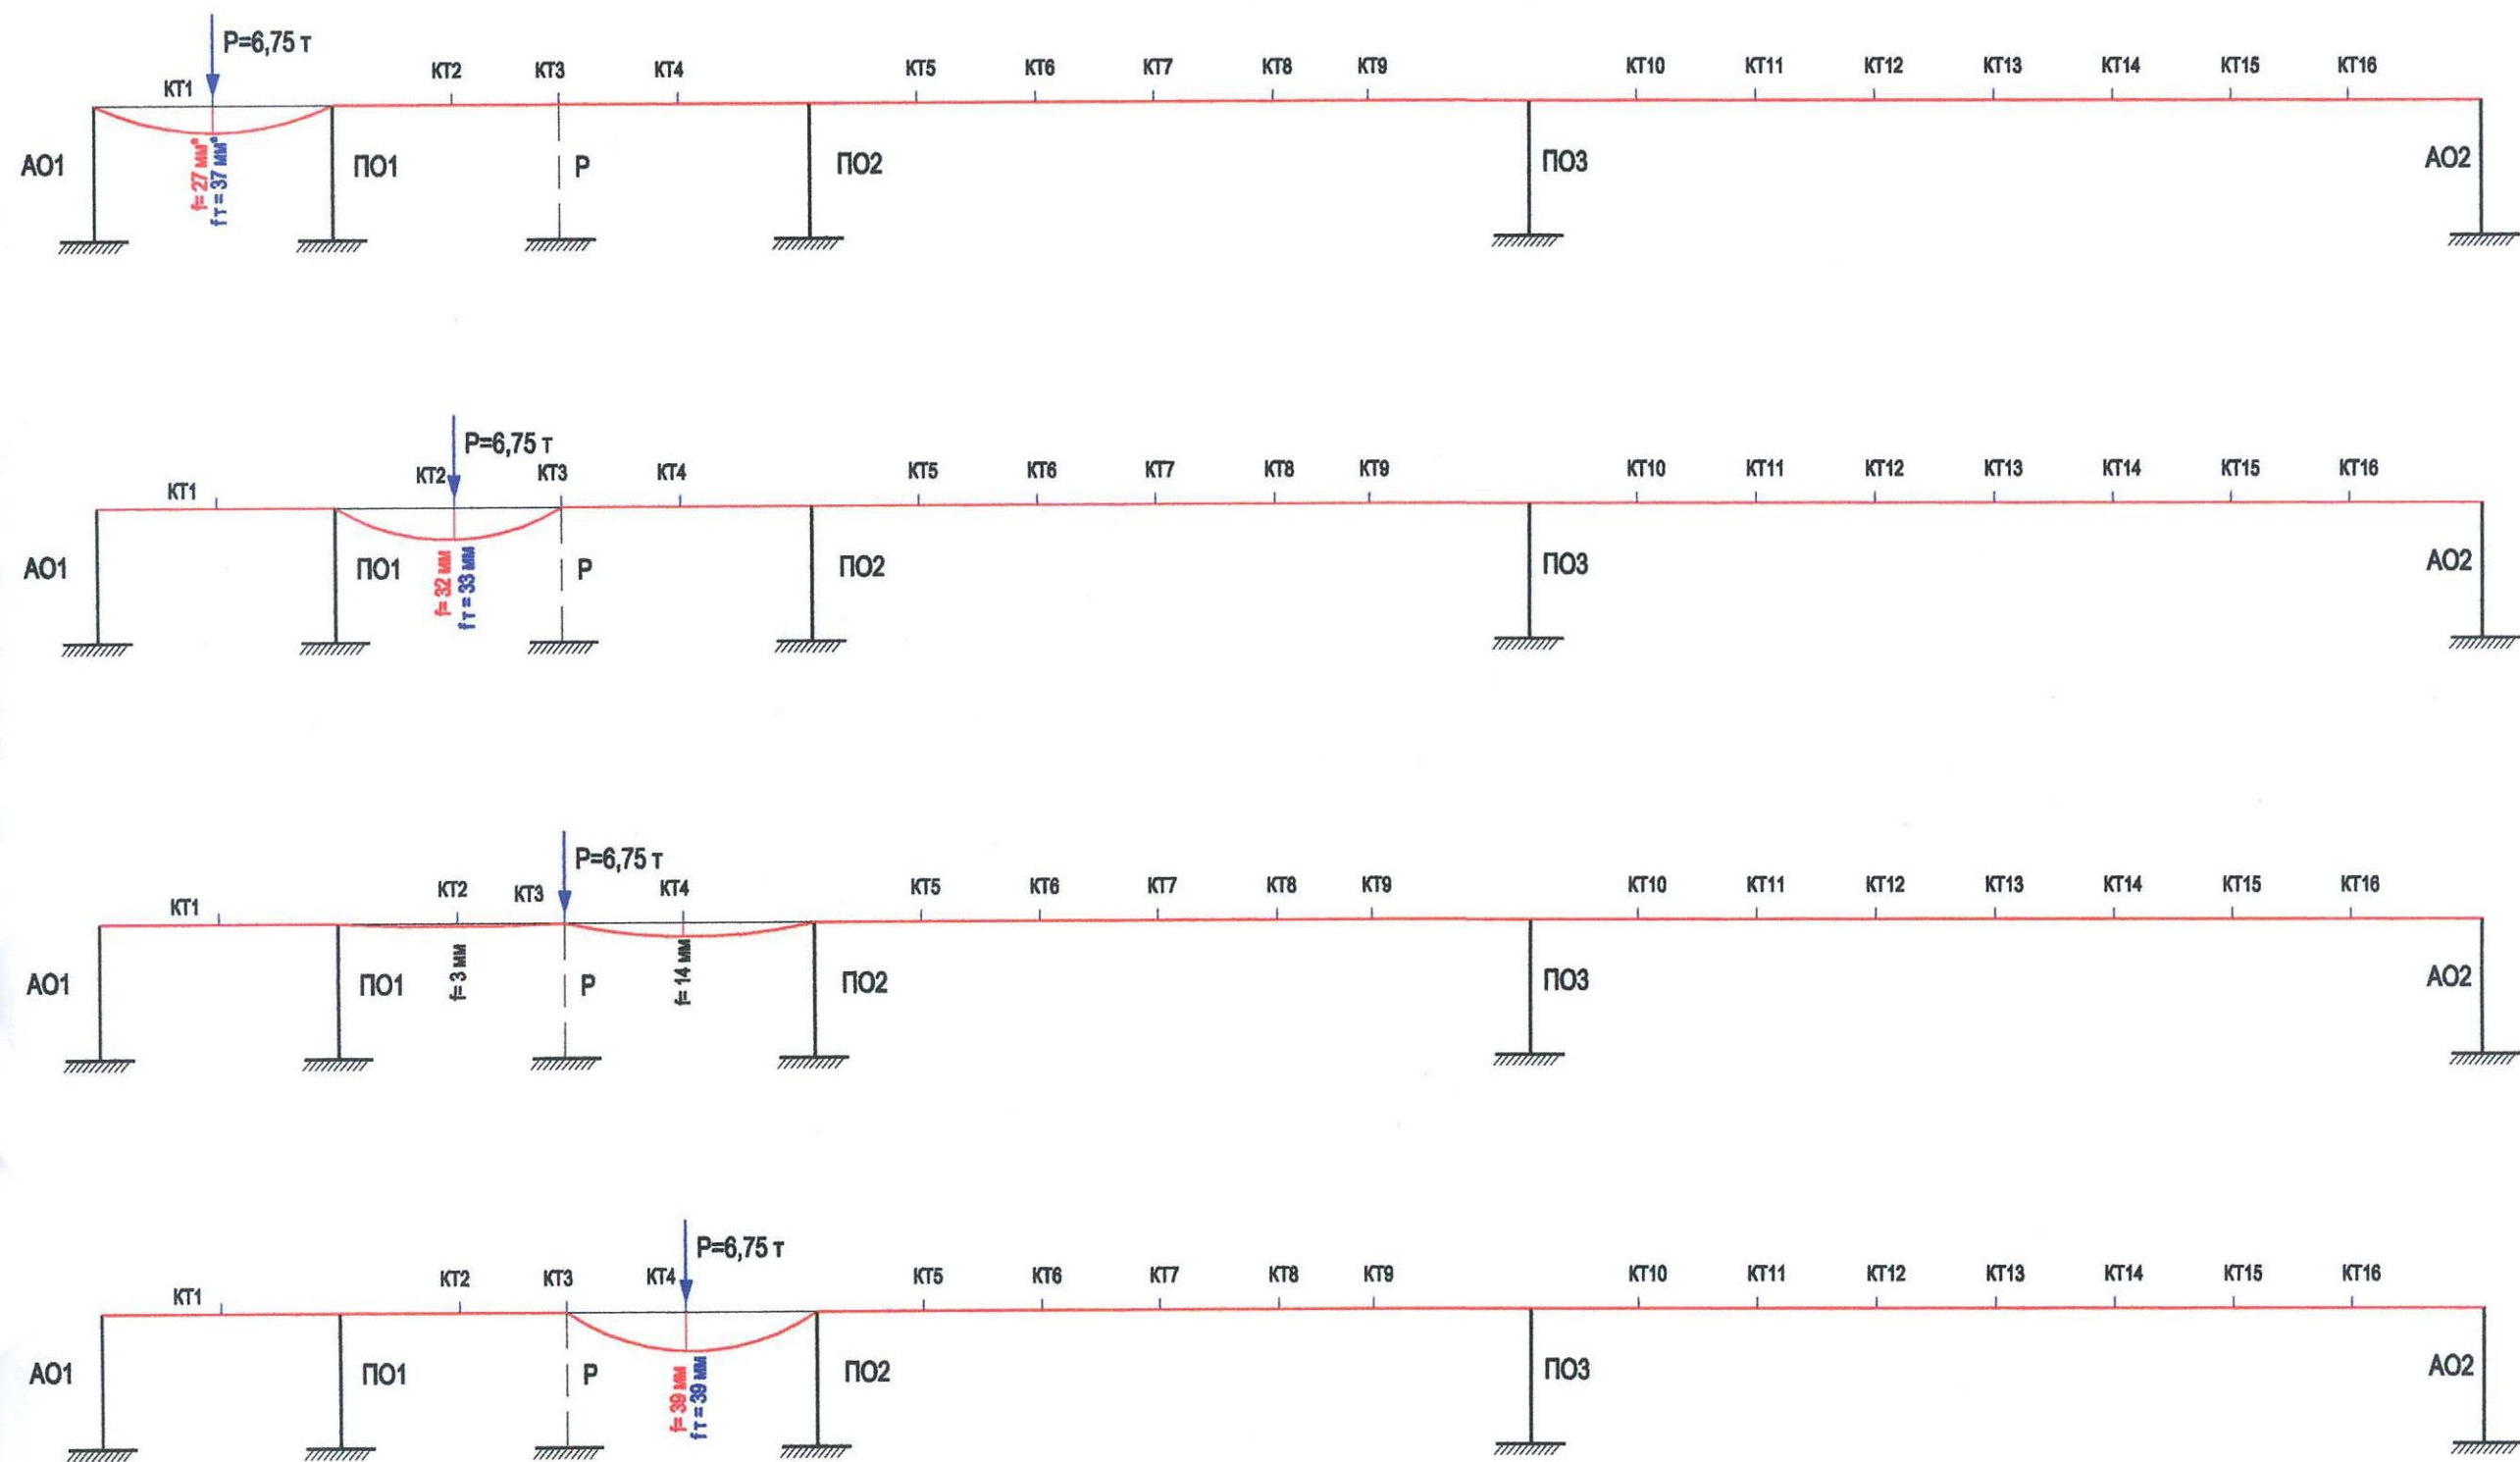 P=6,75 т
КТ1 КТ2 КТ3 КТ4 КТ5 КТ6 КТ7 КТ8 КТ9 КТ10 КТ11 КТ12 КТ13 КТ14 КТ15 КТ16
АО1 ПО1 Р ПО2 ПО3 АО2
f= 27 мм*
fт = 37 мм*
P=6,75 т
КТ1 КТ2 КТ3 КТ4 КТ5 КТ6 КТ7 КТ8 КТ9 КТ10 КТ11 КТ12 КТ13 КТ14 КТ15 КТ16
АО1 ПО1 Р ПО2 ПО3 АО2
f= 32 мм
fт = 33 мм
P=6,75 т
КТ1 КТ2 КТ3 КТ4 КТ5 КТ6 КТ7 КТ8 КТ9 КТ10 КТ11 КТ12 КТ13 КТ14 КТ15 КТ16
АО1 ПО1 Р ПО2 ПО3 АО2
f= 3 мм
f= 14 мм
P=6,75 т
КТ1 КТ2 КТ3 КТ4 КТ5 КТ6 КТ7 КТ8 КТ9 КТ10 КТ11 КТ12 КТ13 КТ14 КТ15 КТ16
АО1 ПО1 Р ПО2 ПО3 АО2
f= 39 мм
fт = 39 мм